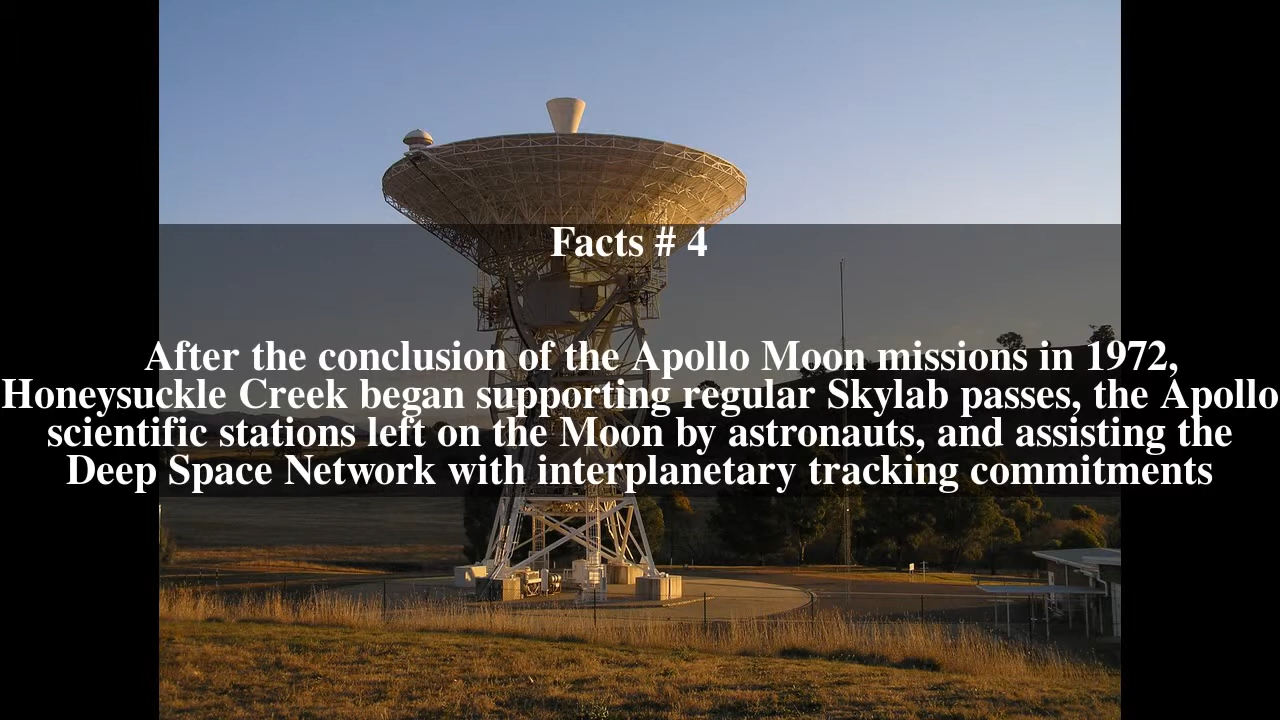 Facts # 4
After the conclusion of the Apollo Moon missions in 1972,
Honeysuckle Creek began supporting regular Skylab passes, the Apollo
scientific stations left on the Moon by astronauts, and assisting the
Deep Space Network with interplanetary tracking commitments